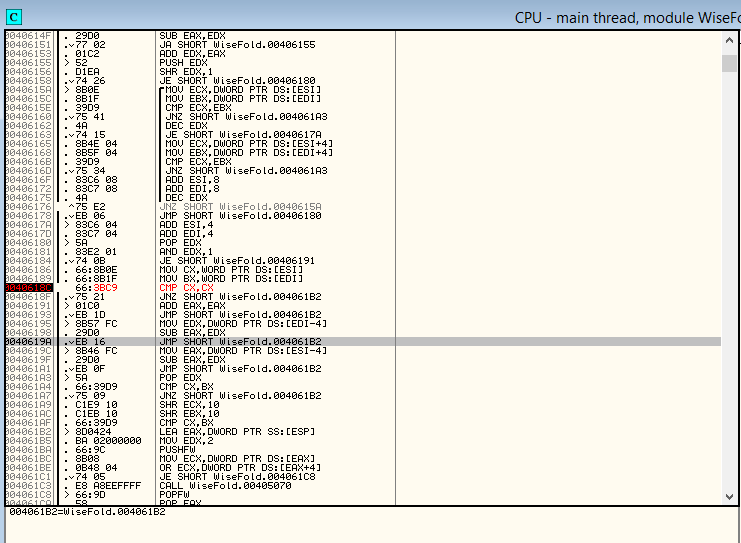 C CPU - main thread, module WiseFo
0040614F . 29D0 SUB EAX,EDX
00406151 .v77 02 JA SHORT WiseFold.00406155
00406153 . 01C2 ADD EDX,EAX
00406155 > 52 PUSH EDX
00406156 . D1EA SHR EDX,1
00406158 .v74 26 JE SHORT WiseFold.00406180
0040615A > 8B0E MOV ECX,DWORD PTR DS:[ESI]
0040615C . 8B1F MOV EBX,DWORD PTR DS:[EDI]
0040615E . 39D9 CMP ECX,EBX
00406160 .v75 41 JNZ SHORT WiseFold.004061A3
00406162 . 4A DEC EDX
00406163 .v74 15 JE SHORT WiseFold.0040617A
00406165 . 8B4E 04 MOV ECX,DWORD PTR DS:[ESI+4]
00406168 . 8B5F 04 MOV EBX,DWORD PTR DS:[EDI+4]
0040616B . 39D9 CMP ECX,EBX
0040616D .v75 34 JNZ SHORT WiseFold.004061A3
0040616F . 83C6 08 ADD ESI,8
00406172 . 83C7 08 ADD EDI,8
00406175 . 4A DEC EDX
00406176 .^75 E2 JNZ SHORT WiseFold.0040615A
00406178 .vEB 06 JMP SHORT WiseFold.00406180
0040617A > 83C6 04 ADD ESI,4
0040617D . 83C7 04 ADD EDI,4
00406180 > 5A POP EDX
00406181 . 83E2 01 AND EDX,1
00406184 .v74 0B JE SHORT WiseFold.00406191
00406186 . 66:8B0E MOV CX,WORD PTR DS:[ESI]
00406189 . 66:8B1F MOV BX,WORD PTR DS:[EDI]
0040618C 66:3BC9 CMP CX,CX
0040618F .v75 21 JNZ SHORT WiseFold.004061B2
00406191 > 01C0 ADD EAX,EAX
00406193 .vEB 1D JMP SHORT WiseFold.004061B2
00406195 > 8B57 FC MOV EDX,DWORD PTR DS:[EDI-4]
00406198 . 29D0 SUB EAX,EDX
0040619A .vEB 16 JMP SHORT WiseFold.004061B2
0040619C > 8B46 FC MOV EAX,DWORD PTR DS:[ESI-4]
0040619F . 29D0 SUB EAX,EDX
004061A1 .vEB 0F JMP SHORT WiseFold.004061B2
004061A3 > 5A POP EDX
004061A4 . 66:39D9 CMP CX,BX
004061A7 .v75 09 JNZ SHORT WiseFold.004061B2
004061A9 . C1E9 10 SHR ECX,10
004061AC . C1EB 10 SHR EBX,10
004061AF . 66:39D9 CMP CX,BX
004061B2 > 8D0424 LEA EAX,DWORD PTR SS:[ESP]
004061B5 . BA 02000000 MOV EDX,2
004061BA . 66:9C PUSHFW
004061BC . 8B08 MOV ECX,DWORD PTR DS:[EAX]
004061BE . 0B48 04 OR ECX,DWORD PTR DS:[EAX+4]
004061C1 .v74 05 JE SHORT WiseFold.004061C8
004061C3 . E8 A8EEFFFF CALL WiseFold.00405070
004061C8 > 66:9D POPFW
004061CA . 58 POP EAX
004061B2=WiseFold.004061B2